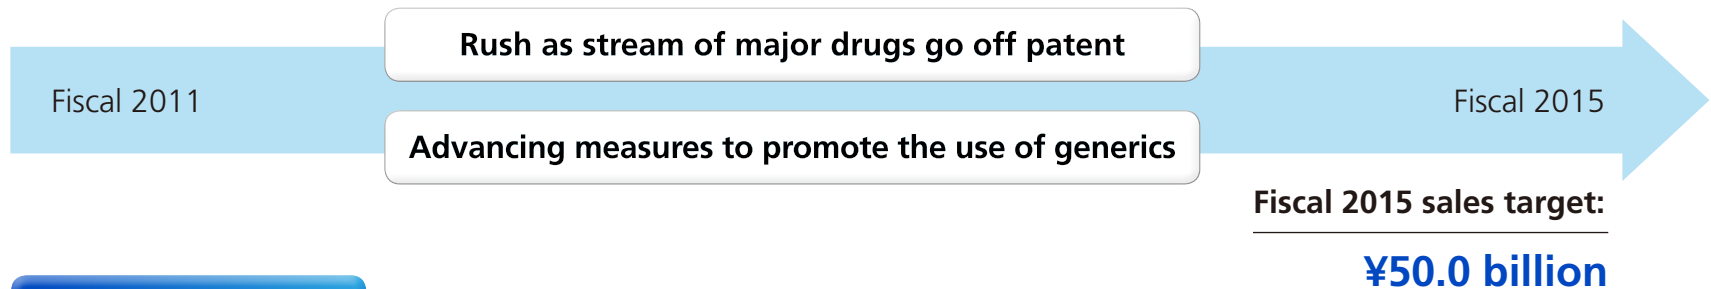 Rush as stream of major drugs go off patent
Fiscal 2011
Fiscal 2015
Advancing measures to promote the use of generics
Fiscal 2015 sales target:
¥50.0 billion